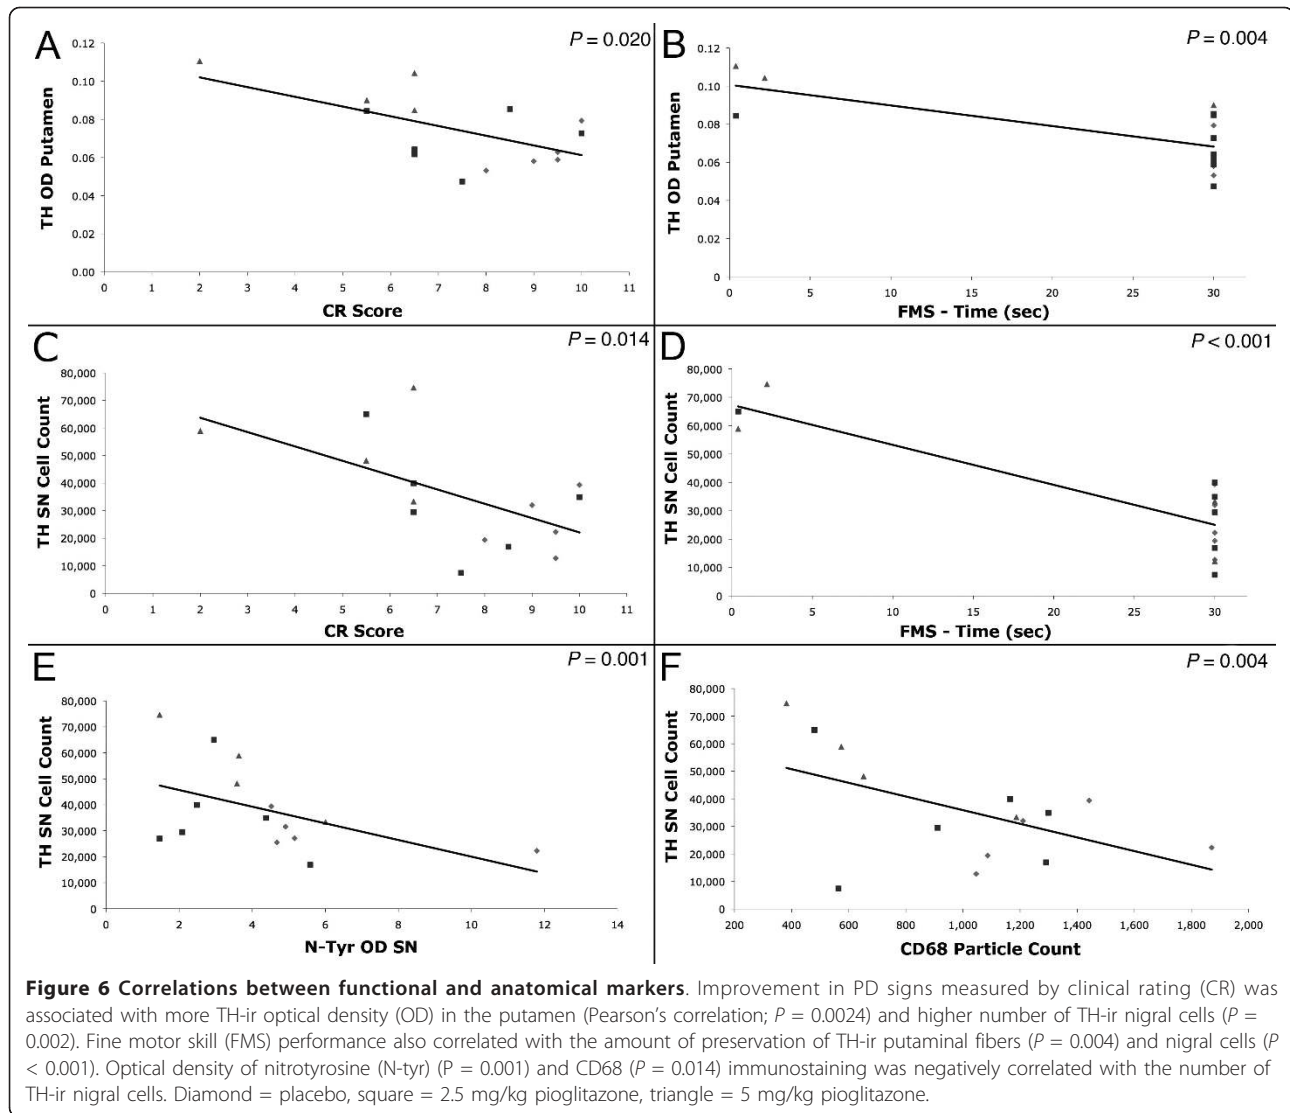 A
P = 0.020
TH OD Putamen
0.12
0.10
0.08
0.06
0.04
0.02
0.00
0 1 2 3 4 5 6 7 8 9 10 11
CR Score
B
P = 0.004
TH OD Putamen
0.12
0.10
0.08
0.06
0.04
0.02
0
0 5 10 15 20 25 30
FMS - Time (sec)
C
P = 0.014
TH SN Cell Count
80,000
70,000
60,000
50,000
40,000
30,000
20,000
10,000
0
0 1 2 3 4 5 6 7 8 9 10 11
CR Score
D
P < 0.001
TH SN Cell Count
80,000
70,000
60,000
50,000
40,000
30,000
20,000
10,000
0
0 5 10 15 20 25 30
FMS - Time (sec)
E
P = 0.001
TH SN Cell Count
80,000
70,000
60,000
50,000
40,000
30,000
20,000
10,000
0
0 2 4 6 8 10 12 14
N-Tyr OD SN
F
P = 0.004
TH SN Cell Count
80,000
70,000
60,000
50,000
40,000
30,000
20,000
10,000
0
200 400 600 800 1,000 1,200 1,400 1,600 1,800 2,000
CD68 Particle Count
Figure 6 Correlations between functional and anatomical markers. Improvement in PD signs measured by clinical rating (CR) was
associated with more TH-ir optical density (OD) in the putamen (Pearson's correlation; P = 0.0024) and higher number of TH-ir nigral cells (P =
0.002). Fine motor skill (FMS) performance also correlated with the amount of preservation of TH-ir putaminal fibers (P = 0.004) and nigral cells (P
< 0.001). Optical density of nitrotyrosine (N-tyr) (P = 0.001) and CD68 (P = 0.014) immunostaining was negatively correlated with the number of
TH-ir nigral cells. Diamond = placebo, square = 2.5 mg/kg pioglitazone, triangle = 5 mg/kg pioglitazone.